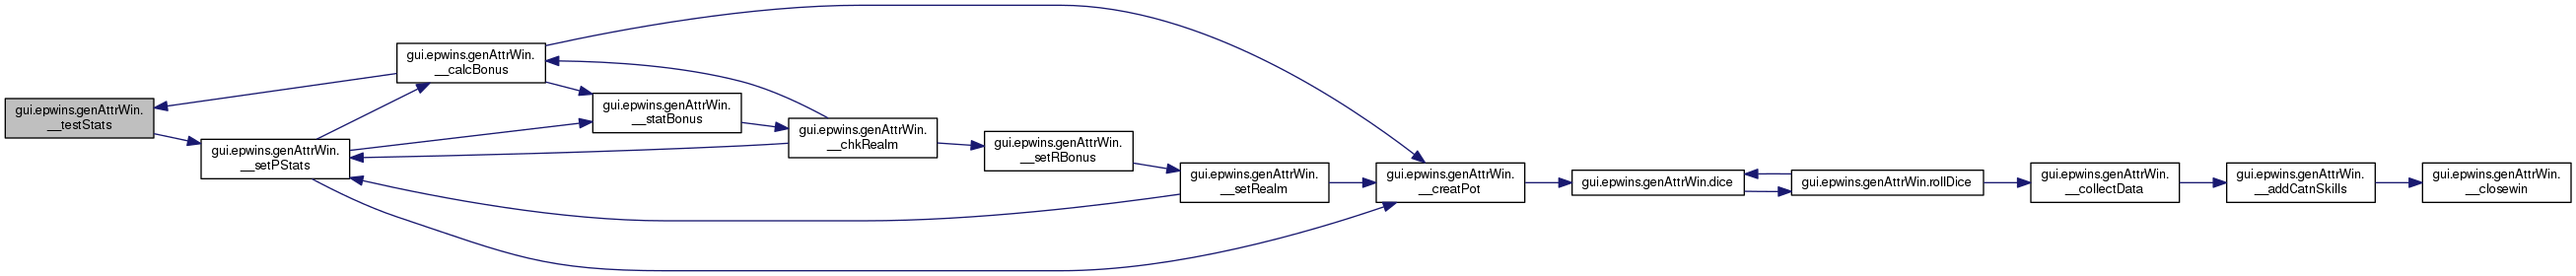 gui.epwins.genAttrWin.
__testStats
gui.epwins.genAttrWin.
__setPStats
gui.epwins.genAttrWin.
__calcBonus
gui.epwins.genAttrWin.
__statBonus
gui.epwins.genAttrWin.
__chkRealm
gui.epwins.genAttrWin.
__setRBonus
gui.epwins.genAttrWin.
__setRealm
gui.epwins.genAttrWin.
__creatPot
gui.epwins.genAttrWin.dice
gui.epwins.genAttrWin.rollDice
gui.epwins.genAttrWin.
__collectData
gui.epwins.genAttrWin.
__addCatnSkills
gui.epwins.genAttrWin.
__closewin